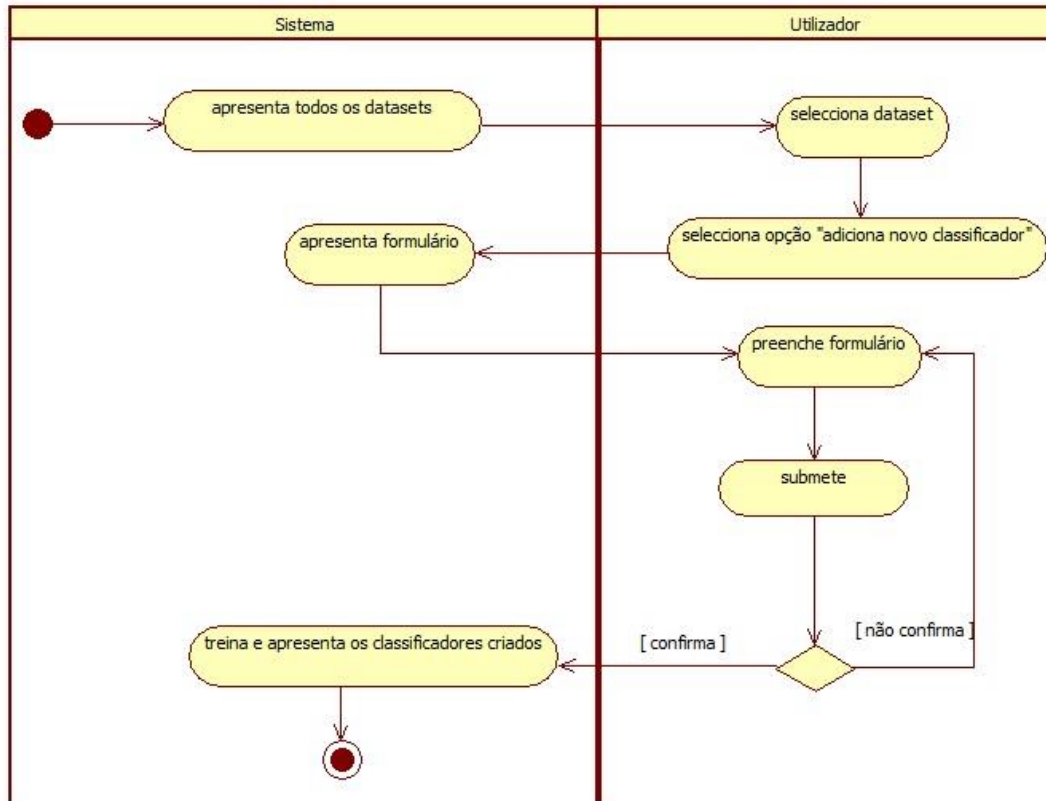 Sistema
Utilizador
apresenta todos os datasets
selecciona dataset
apresenta formulário
selecciona opção "adiciona novo classificador"
preenche formulário
submete
treina e apresenta os classificadores criados
[ confirma ]
[ não confirma ]